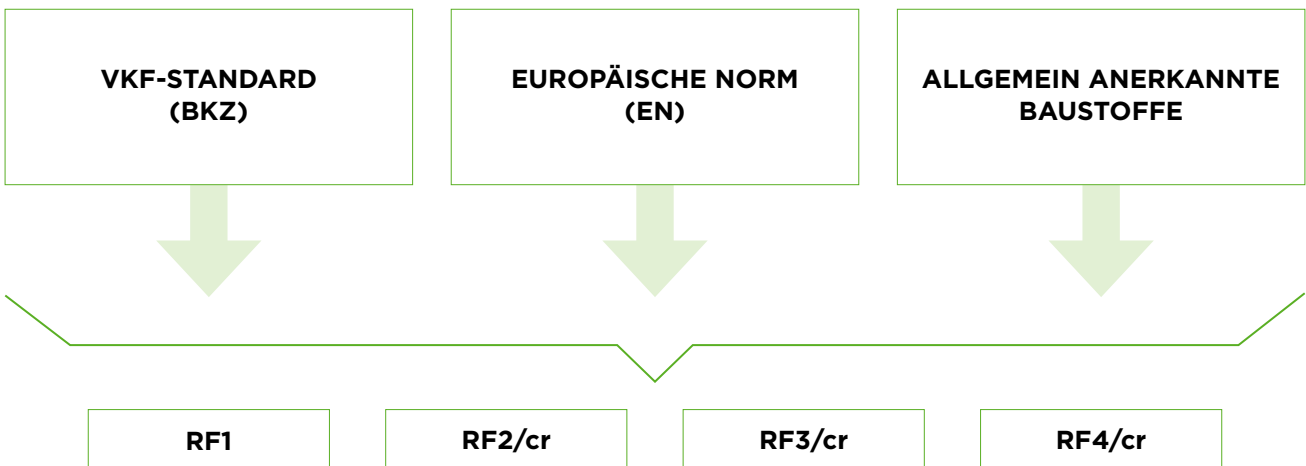 VKF-STANDARD
(BKZ)
EUROPÄISCHE NORM
(EN)
ALLGEMEIN ANERKANNTE
BAUSTOFFE
RF1
RF2/cr
RF3/cr
RF4/cr